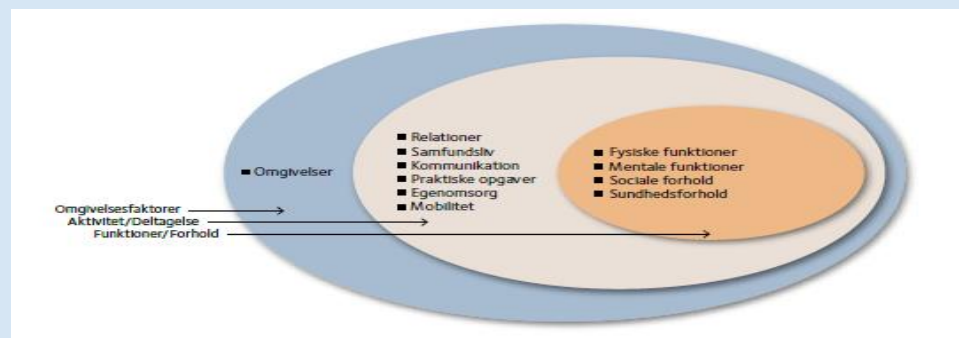 ■ Omgivelser
■ Relationer
■ Samfundsliv
■ Kommunikation
■ Praktiske opgaver
■ Egenomsorg
■ Mobilitet
■ Fysiske funktioner
■ Mentale funktioner
■ Sociale forhold
■ Sundhedsforhold
Omgivelsesfaktorer
Aktivitet/Deltagelse
Funktioner/Forhold